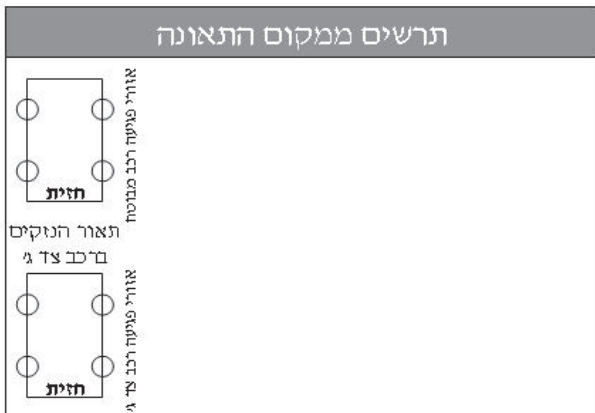 תרשים ממקום התאונה
אזורי פגיעה רכב מבוטח
חזית
תאור הנזקים
ברכב צד ג'
אזורי פגיעה רכב צד ג'
חזית